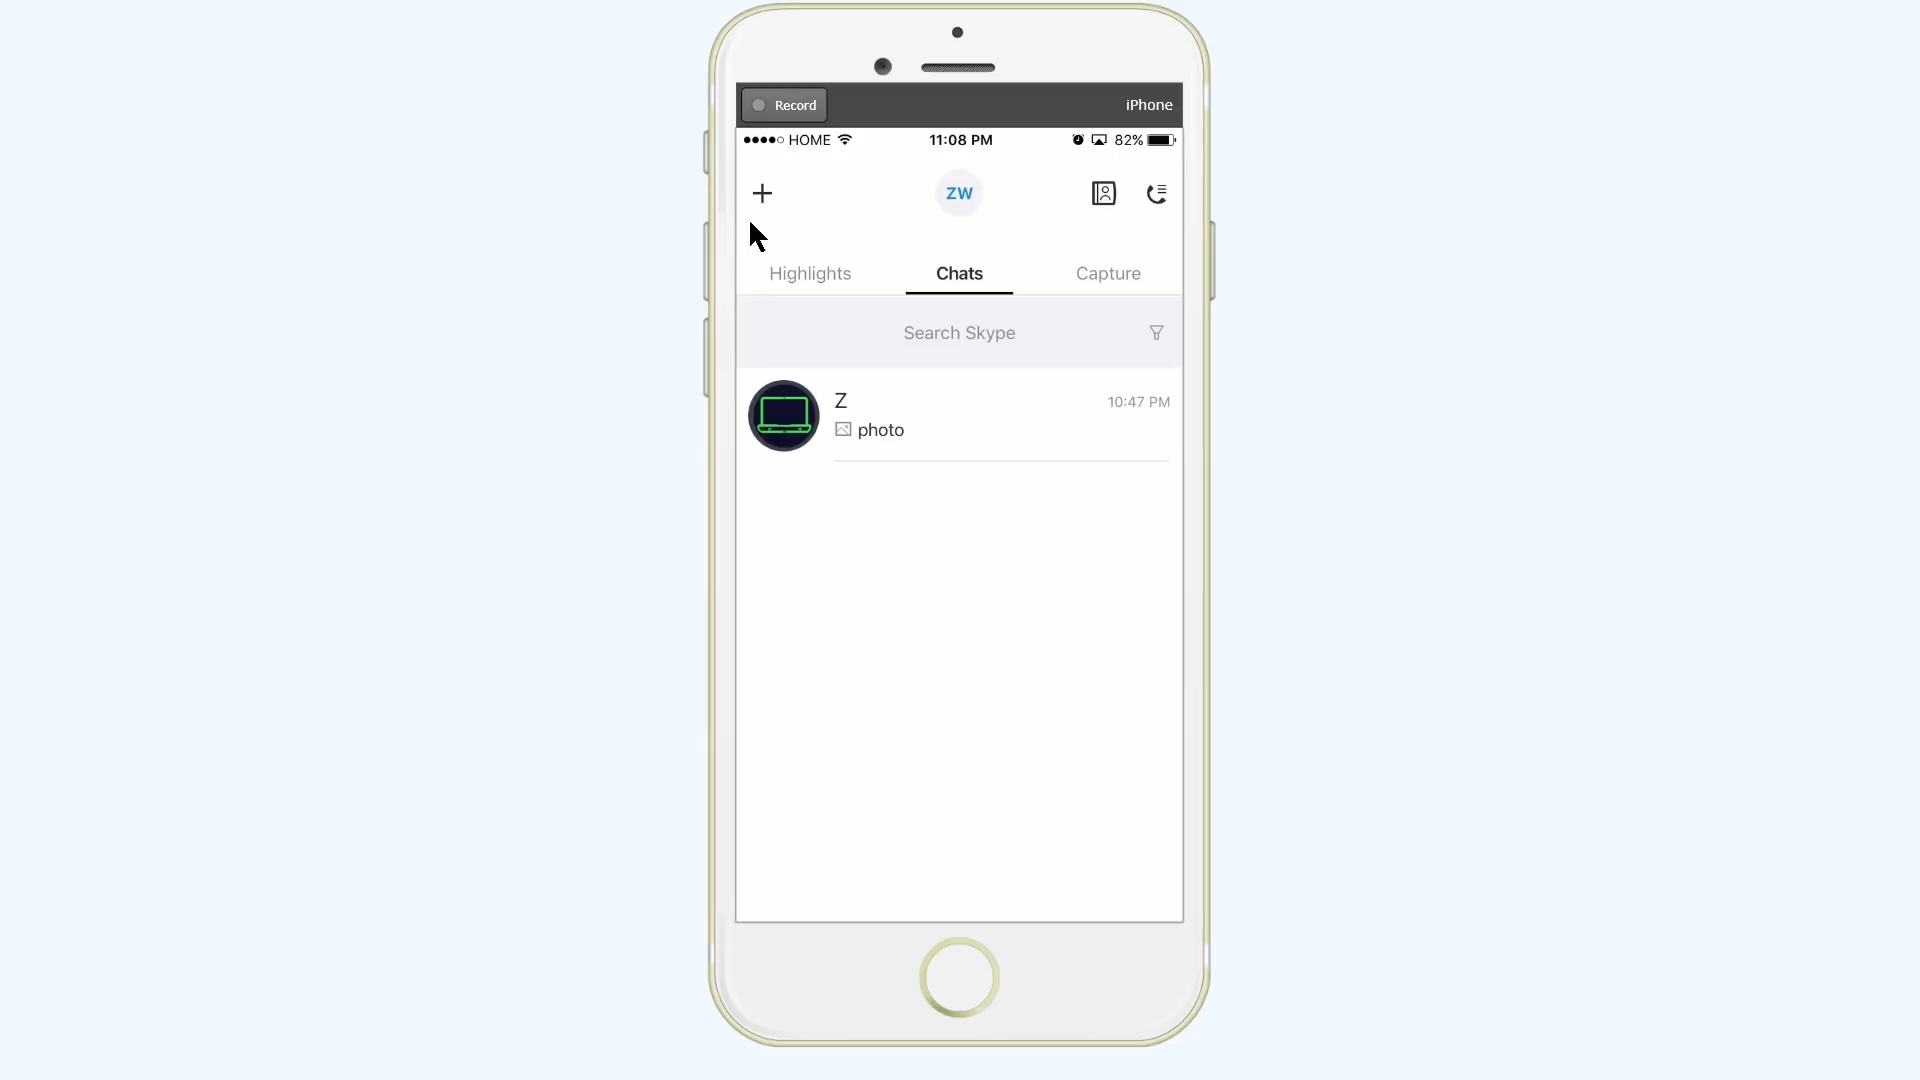 Record
iPhone
HOME
11:08 PM
82%
ZW
Highlights
Chats
Capture
Search Skype
Z
10:47 PM
photo